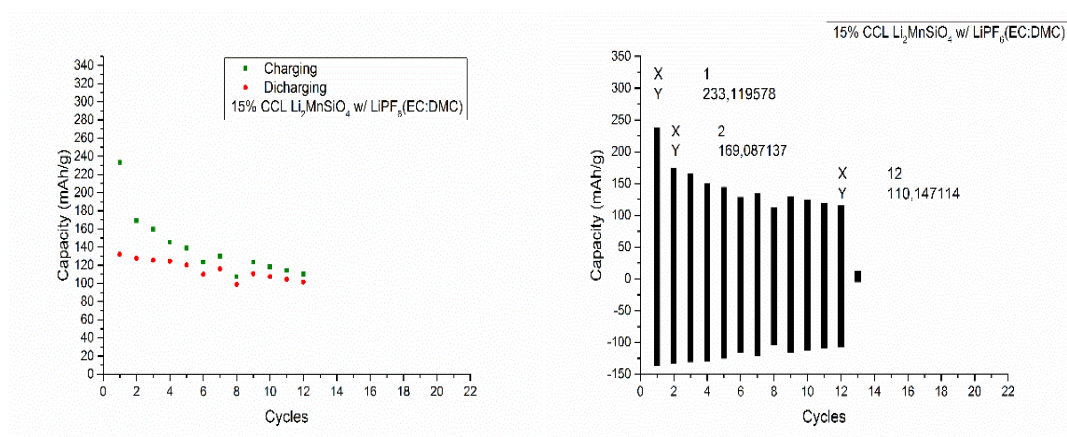 340
320
300
280
260
240
220
200
180
160
140
120
100
80
60
40
20
0
Capacity (mAh/g)
Charging
Dicharging
15% CCL Li₂MnSiO₄ w/ LiPF₆(EC:DMC)
0 2 4 6 8 10 12 14 16 18 20 22
Cycles
15% CCL Li₂MnSiO₄ w/ LiPF₆(EC:DMC)
350
300
250
200
150
100
50
0
-50
-100
-150
Capacity (mAh/g)
X 1
Y 233,119578
X 2
Y 169,087137
X 12
Y 110,147114
0 2 4 6 8 10 12 14 16 18 20 22
Cycles